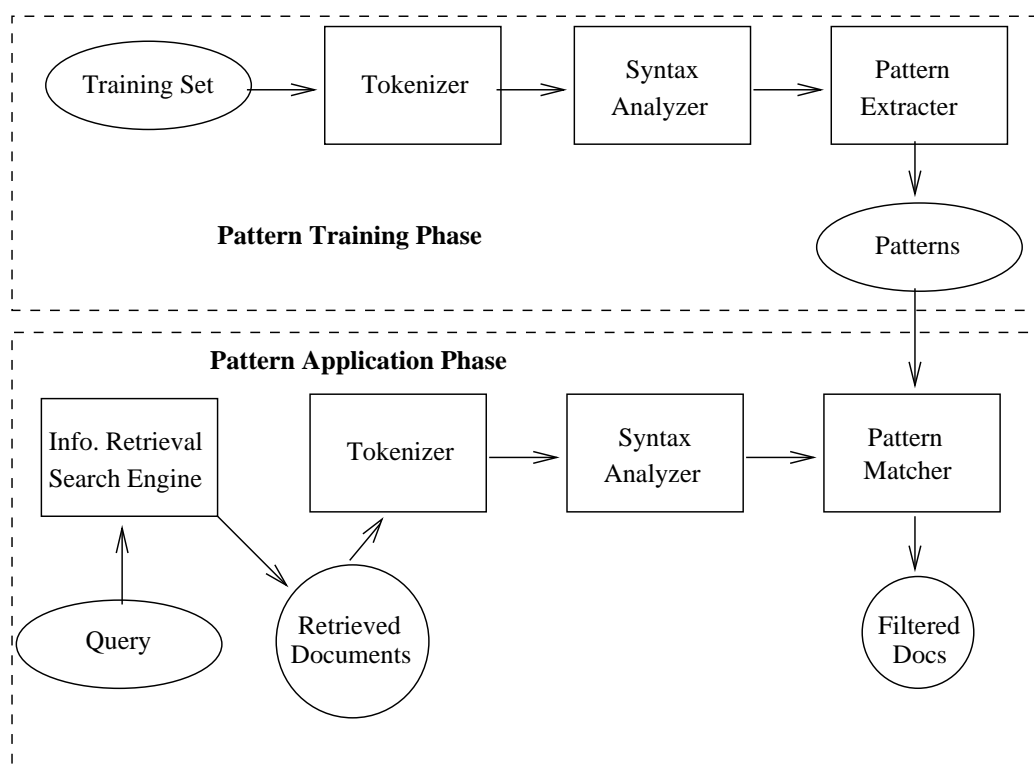 Training Set
Tokenizer
Syntax
Analyzer
Pattern
Extracter
Pattern Training Phase
Patterns
Pattern Application Phase
Info. Retrieval
Search Engine
Tokenizer
Syntax
Analyzer
Pattern
Matcher
Query
Retrieved
Documents
Filtered
Docs